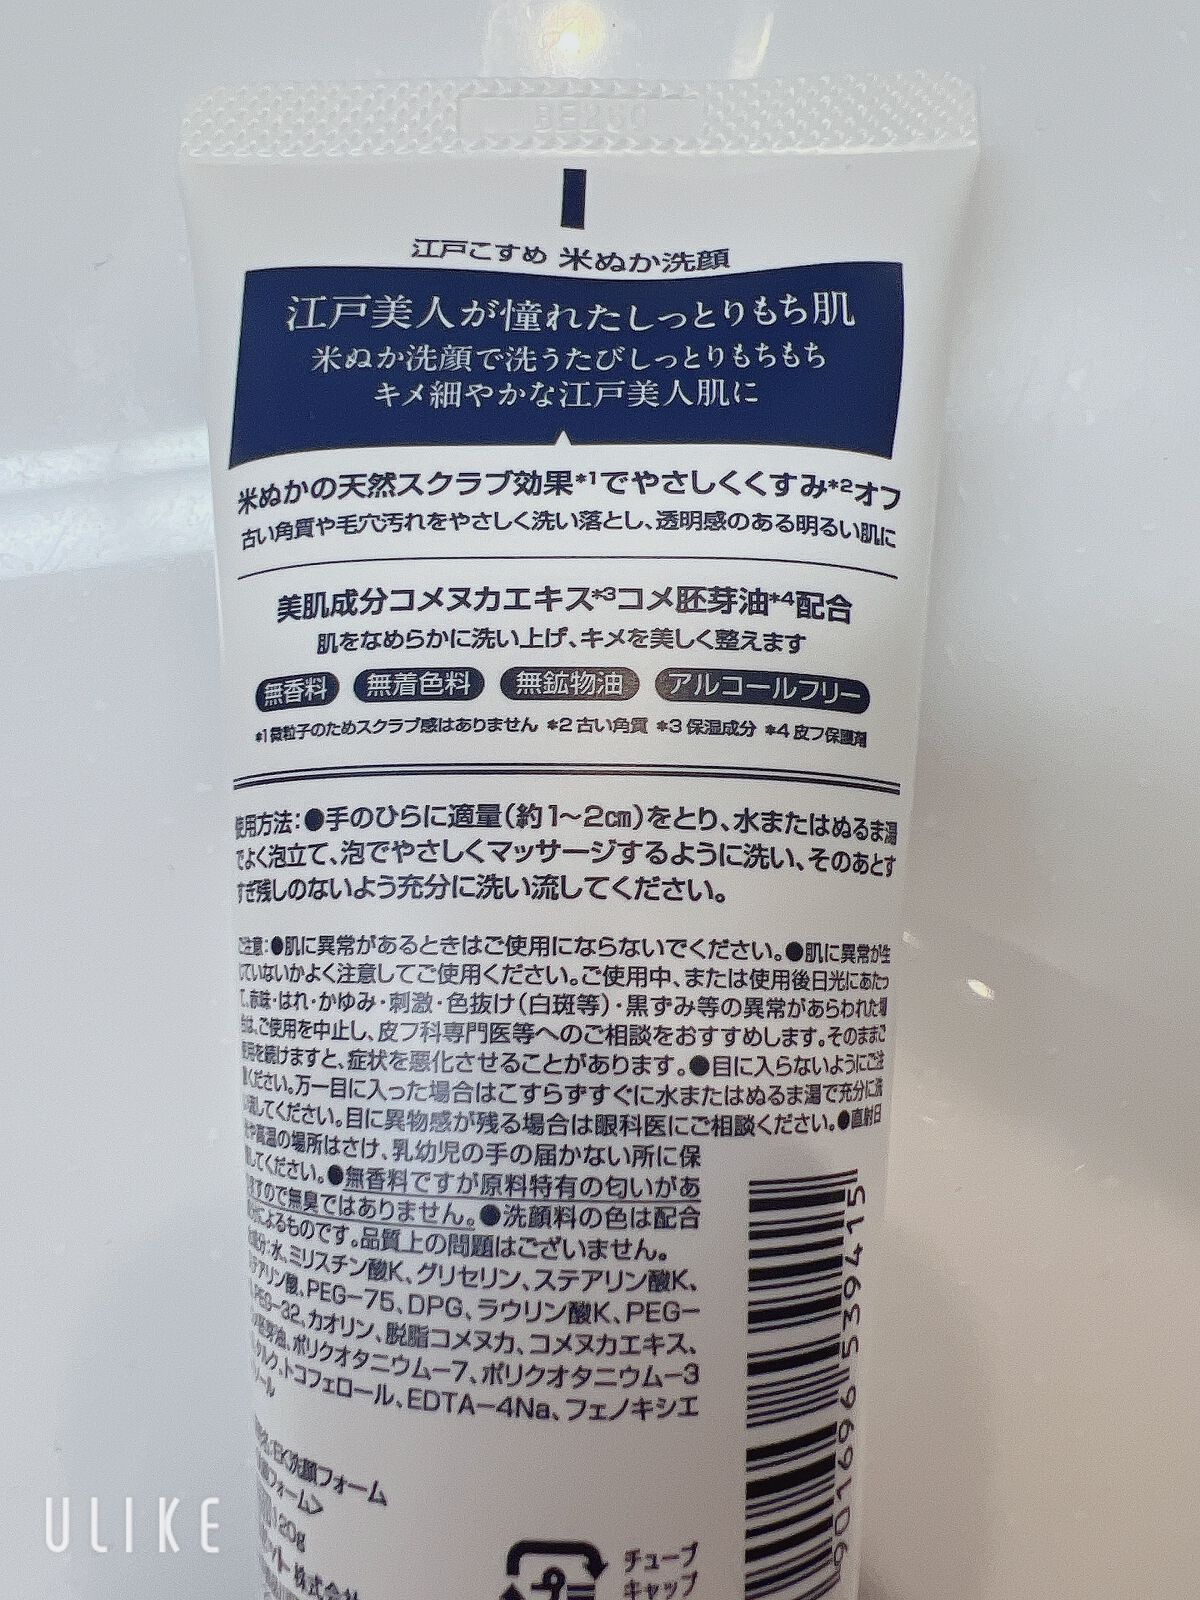 江戸こすめ 米ぬか洗顔
江戸美人が憧れたしっとりもち肌
米ぬか洗顔で洗うたびしっとりもちもち
キメ細やかな江戸美人肌に
米ぬかの天然スクラブ効果*1でやさしくくすみ*2オフ
古い角質や毛穴汚れをやさしく洗い落とし、透明感のある明るい肌に
美肌成分コメヌカエキス*3コメ胚芽油*4配合
肌をなめらかに洗い上げ、キメを美しく整えます
無香料 無着色料 無鉱物油 アルコールフリー
*1 微粒子のためスクラブ感はありません *2 古い角質 *3 保湿成分 *4 皮フ保護剤
使用方法:●手のひらに適量(約1〜2cm)をとり、水またはぬるま湯
でよく泡立て、泡でやさしくマッサージするように洗い、そのあとす
すぎ残しのないよう充分に洗い流してください。
ご注意:●肌に異常があるときはご使用にならないでください。●肌に異常が生
じていないかよく注意してご使用ください。ご使用中、または使用後日光にあたっ
て、赤味・はれ・かゆみ・刺激・色抜け(白斑等)・黒ずみ等の異常があらわれた場
合は、ご使用を中止し、皮フ科専門医等へのご相談をおすすめします。そのままご
使用を続けますと、症状を悪化させることがあります。●目に入らないようにご注
意ください。万一目に入った場合はこすらずすぐに水またはぬるま湯で充分に洗
い流してください。目に異物感が残る場合は眼科医にご相談ください。●直射日
光や高温の場所はさけ、乳幼児の手の届かない所に保
管してください。●無香料ですが原料特有の匂いがあ
りますので無臭ではありません。●洗顔料の色は配合
成分によるものです。品質上の問題はございません。
成分:水、ミリスチン酸K、グリセリン、ステアリン酸K、
ステアリン酸、PEG-75、DPG、ラウリン酸K、PEG-
PEG-32、カオリン、脱脂コメヌカ、コメヌカエキス、
コメ胚芽油、ポリクオタニウム-7、ポリクオタニウム-3
タルク、トコフェロール、EDTA-4Na、フェノキシエ
洗顔フォーム
フォーム>
120g
株式会社
チューブ
キャップ
9016965394 15
ULIKE